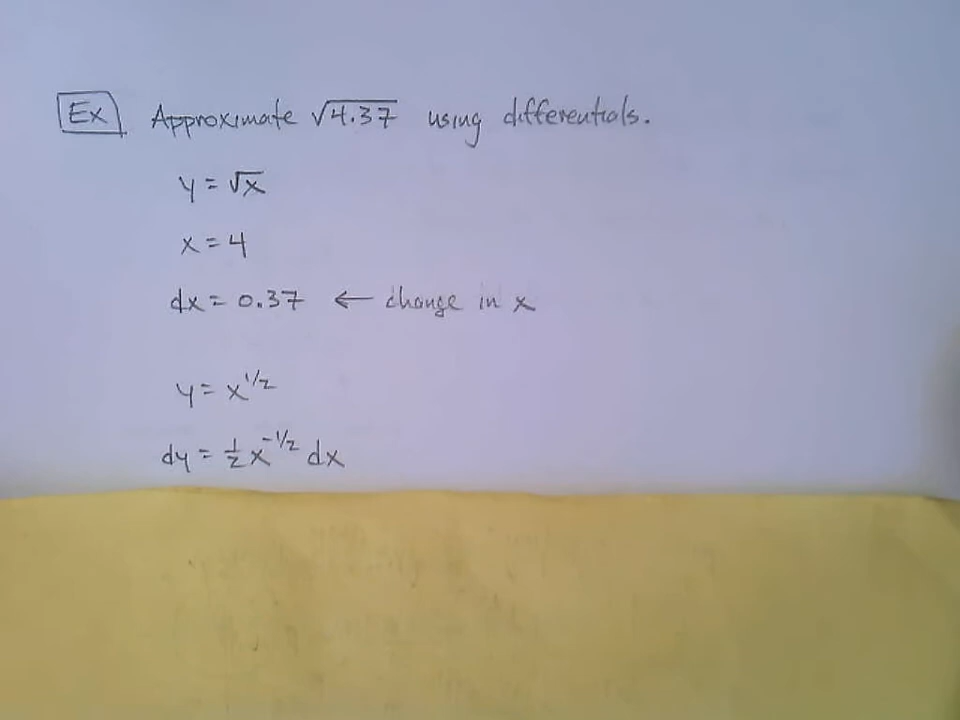 Ex Approximate √4.37 using differentials.
y = √x
x = 4
dx = 0.37 ← change in x
y = x^1/2
dy = 1/2 x^-1/2 dx